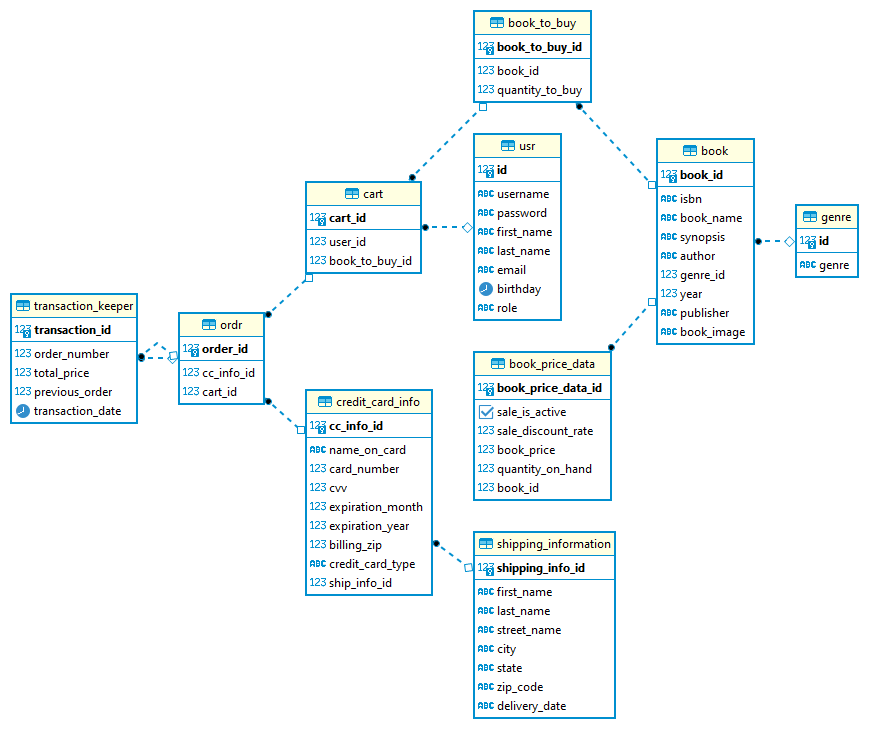 book_to_buy
123 book_to_buy_id
123 book_id
123 quantity_to_buy
usr
123 id
ABC username
ABC password
ABC first_name
ABC last_name
ABC email
birthday
ABC role
book
123 book_id
ABC isbn
ABC book_name
ABC synopsis
ABC author
123 genre_id
123 year
ABC publisher
ABC book_image
genre
123 id
ABC genre
cart
123 cart_id
123 user_id
123 book_to_buy_id
transaction_keeper
123 transaction_id
123 order_number
123 total_price
123 previous_order
transaction_date
ordr
123 order_id
123 cc_info_id
123 cart_id
book_price_data
123 book_price_data_id
sale_is_active
123 sale_discount_rate
123 book_price
123 quantity_on_hand
123 book_id
credit_card_info
123 cc_info_id
ABC name_on_card
123 card_number
123 cvv
123 expiration_month
123 expiration_year
123 billing_zip
ABC credit_card_type
123 ship_info_id
shipping_information
123 shipping_info_id
ABC first_name
ABC last_name
ABC street_name
ABC city
ABC state
ABC zip_code
ABC delivery_date